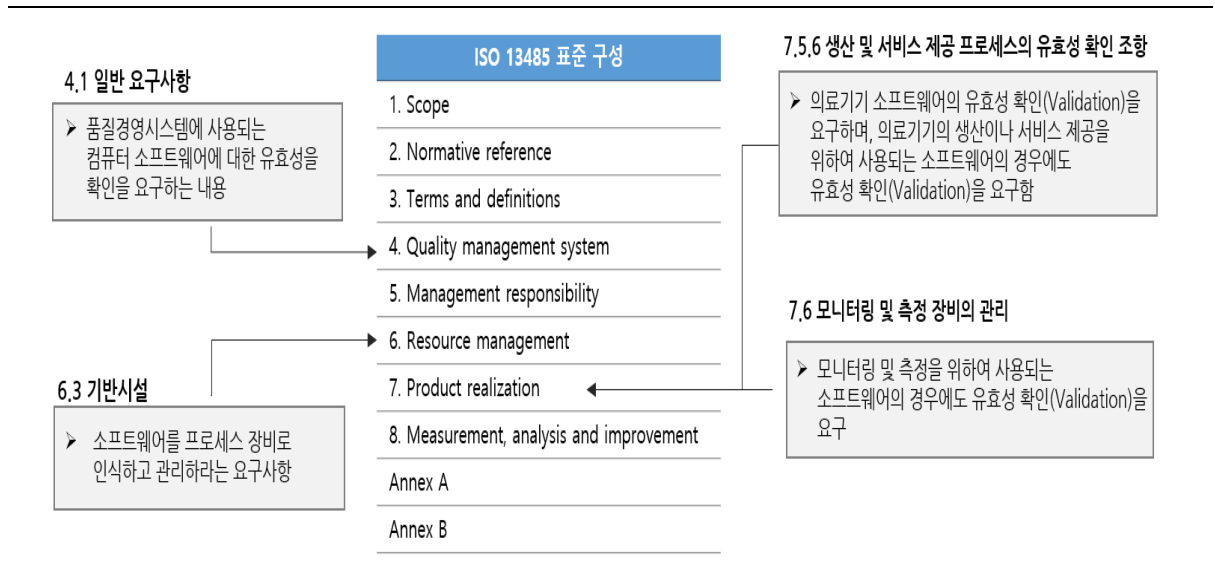 4.1 일반 요구사항
➢ 품질경영시스템에 사용되는
컴퓨터 소프트웨어에 대한 유효성을
확인을 요구하는 내용
6.3 기반시설
➢ 소프트웨어를 프로세스 장비로
인식하고 관리하라는 요구사항
ISO 13485 표준 구성
1. Scope
2. Normative reference
3. Terms and definitions
4. Quality management system
5. Management responsibility
6. Resource management
7. Product realization
8. Measurement, analysis and improvement
Annex A
Annex B
7.5.6 생산 및 서비스 제공 프로세스의 유효성 확인 조항
➢ 의료기기 소프트웨어의 유효성 확인(Validation)을
요구하며, 의료기기의 생산이나 서비스 제공을
위하여 사용되는 소프트웨어의 경우에도
유효성 확인(Validation)을 요구함
7.6 모니터링 및 측정 장비의 관리
➢ 모니터링 및 측정을 위하여 사용되는
소프트웨어의 경우에도 유효성 확인(Validation)을
요구